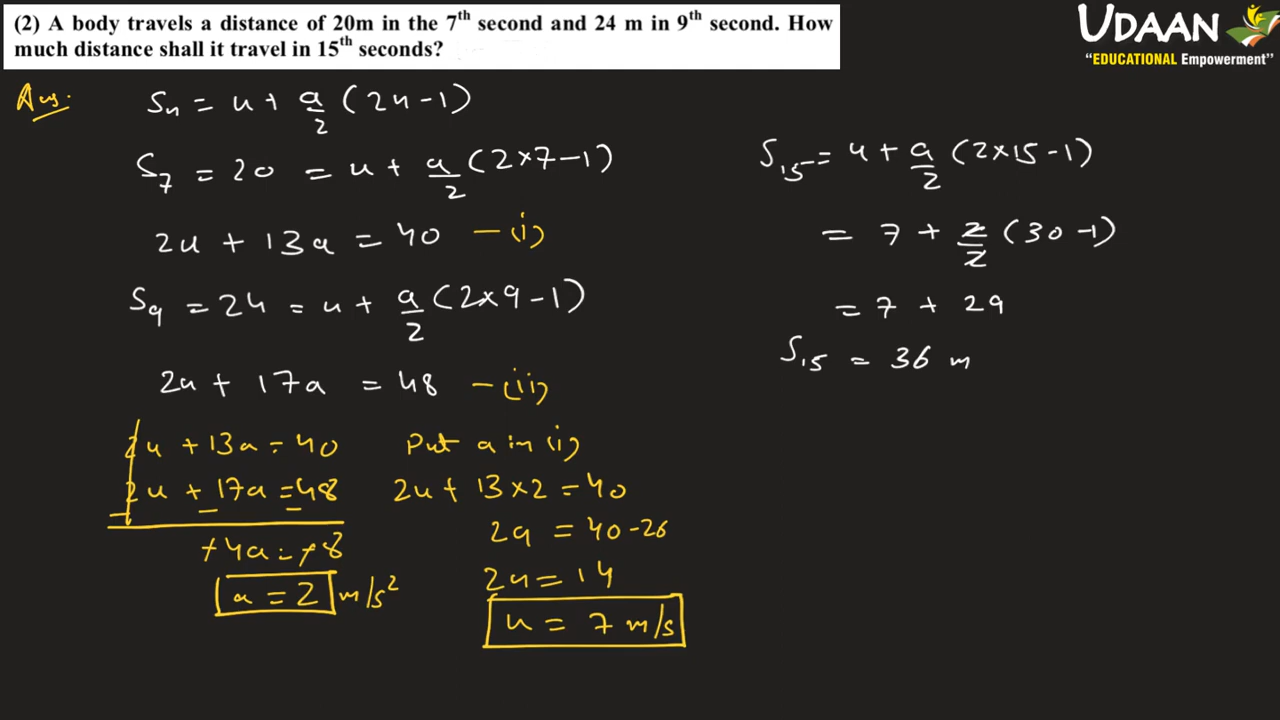 (2) A body travels a distance of 20m in the 7th second and 24 m in 9th second. How
much distance shall it travel in 15th seconds?
UDAAN
“EDUCATIONAL Empowerment”
Ans:
Sn = u + a/2 (2n-1)
S7 = 20 = u + a/2 (2×7-1)
2u + 13a = 40 - (i)
S9 = 24 = u + a/2 (2×9-1)
2u + 17a = 48 - (ii)
2u + 13a = 40
2u + 17a = 48
- - -
+4a = +8
a = 2 m/s²
Put a in (i)
2u + 13×2 = 40
2u = 40-26
2u = 14
u = 7 m/s
S15 = u + a/2 (2×15-1)
= 7 + 2/2 (30-1)
= 7 + 29
S15 = 36 m